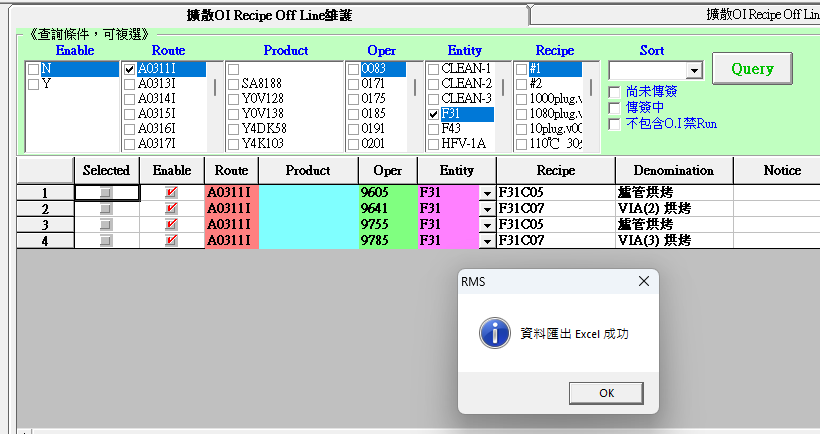 擴散OI Recipe Off Line維護 擴散OI Recipe Off Lin
《查詢條件，可複選》
Enable Route Product Oper Entity Recipe Sort
N A0311I 0083 CLEAN-1 #1
Y A0313I SA8188 0171 CLEAN-2 #2
A0314I Y0V128 0175 CLEAN-3 1000plug.v
A0315I Y0V138 0185 F31 1080plug.v
A0316I Y4DK58 0191 F43 10plug.v00
A0317I Y4K103 0201 HFV-1A 110℃ 30
Query
尚未傳簽
傳簽中
不包含O.I禁Run
Selected Enable Route Product Oper Entity Recipe Denomination Notice
1 A0311I 9605 F31 F31C05 爐管烘烤
2 A0311I 9641 F31 F31C07 VIA(2) 烘烤
3 A0311I 9755 F31 F31C05 爐管烘烤
4 A0311I 9785 F31 F31C07 VIA(3) 烘烤
RMS
資料匯出 Excel 成功
OK